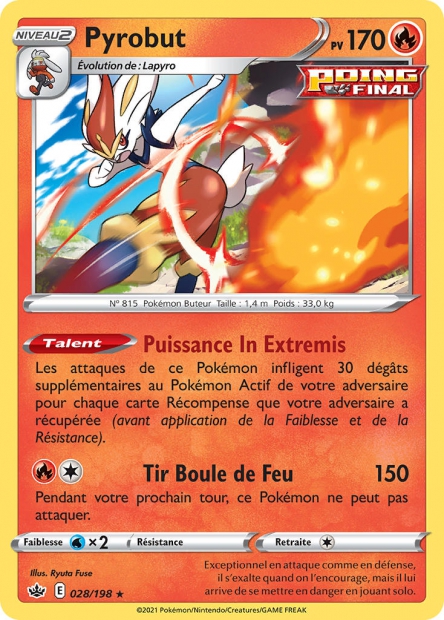 NIVEAU 2
Pyrobut
PV 170
Évolution de : Lapyro
POING
FINAL
N° 815 Pokémon Buteur Taille : 1,4 m Poids : 33,0 kg
Talent Puissance In Extremis
Les attaques de ce Pokémon infligent 30 dégâts
supplémentaires au Pokémon Actif de votre adversaire
pour chaque carte Récompense que votre adversaire a
récupérée (avant application de la Faiblesse et de la
Résistance).
Tir Boule de Feu 150
Pendant votre prochain tour, ce Pokémon ne peut pas
attaquer.
Faiblesse ×2 Résistance Retraite
Illus. Ryuta Fuse
E 028/198 ★
Exceptionnel en attaque comme en défense,
il s'exalte quand on l'encourage, mais il lui
arrive de se mettre en danger en jouant solo.
©2021 Pokémon/Nintendo/Creatures/GAME FREAK